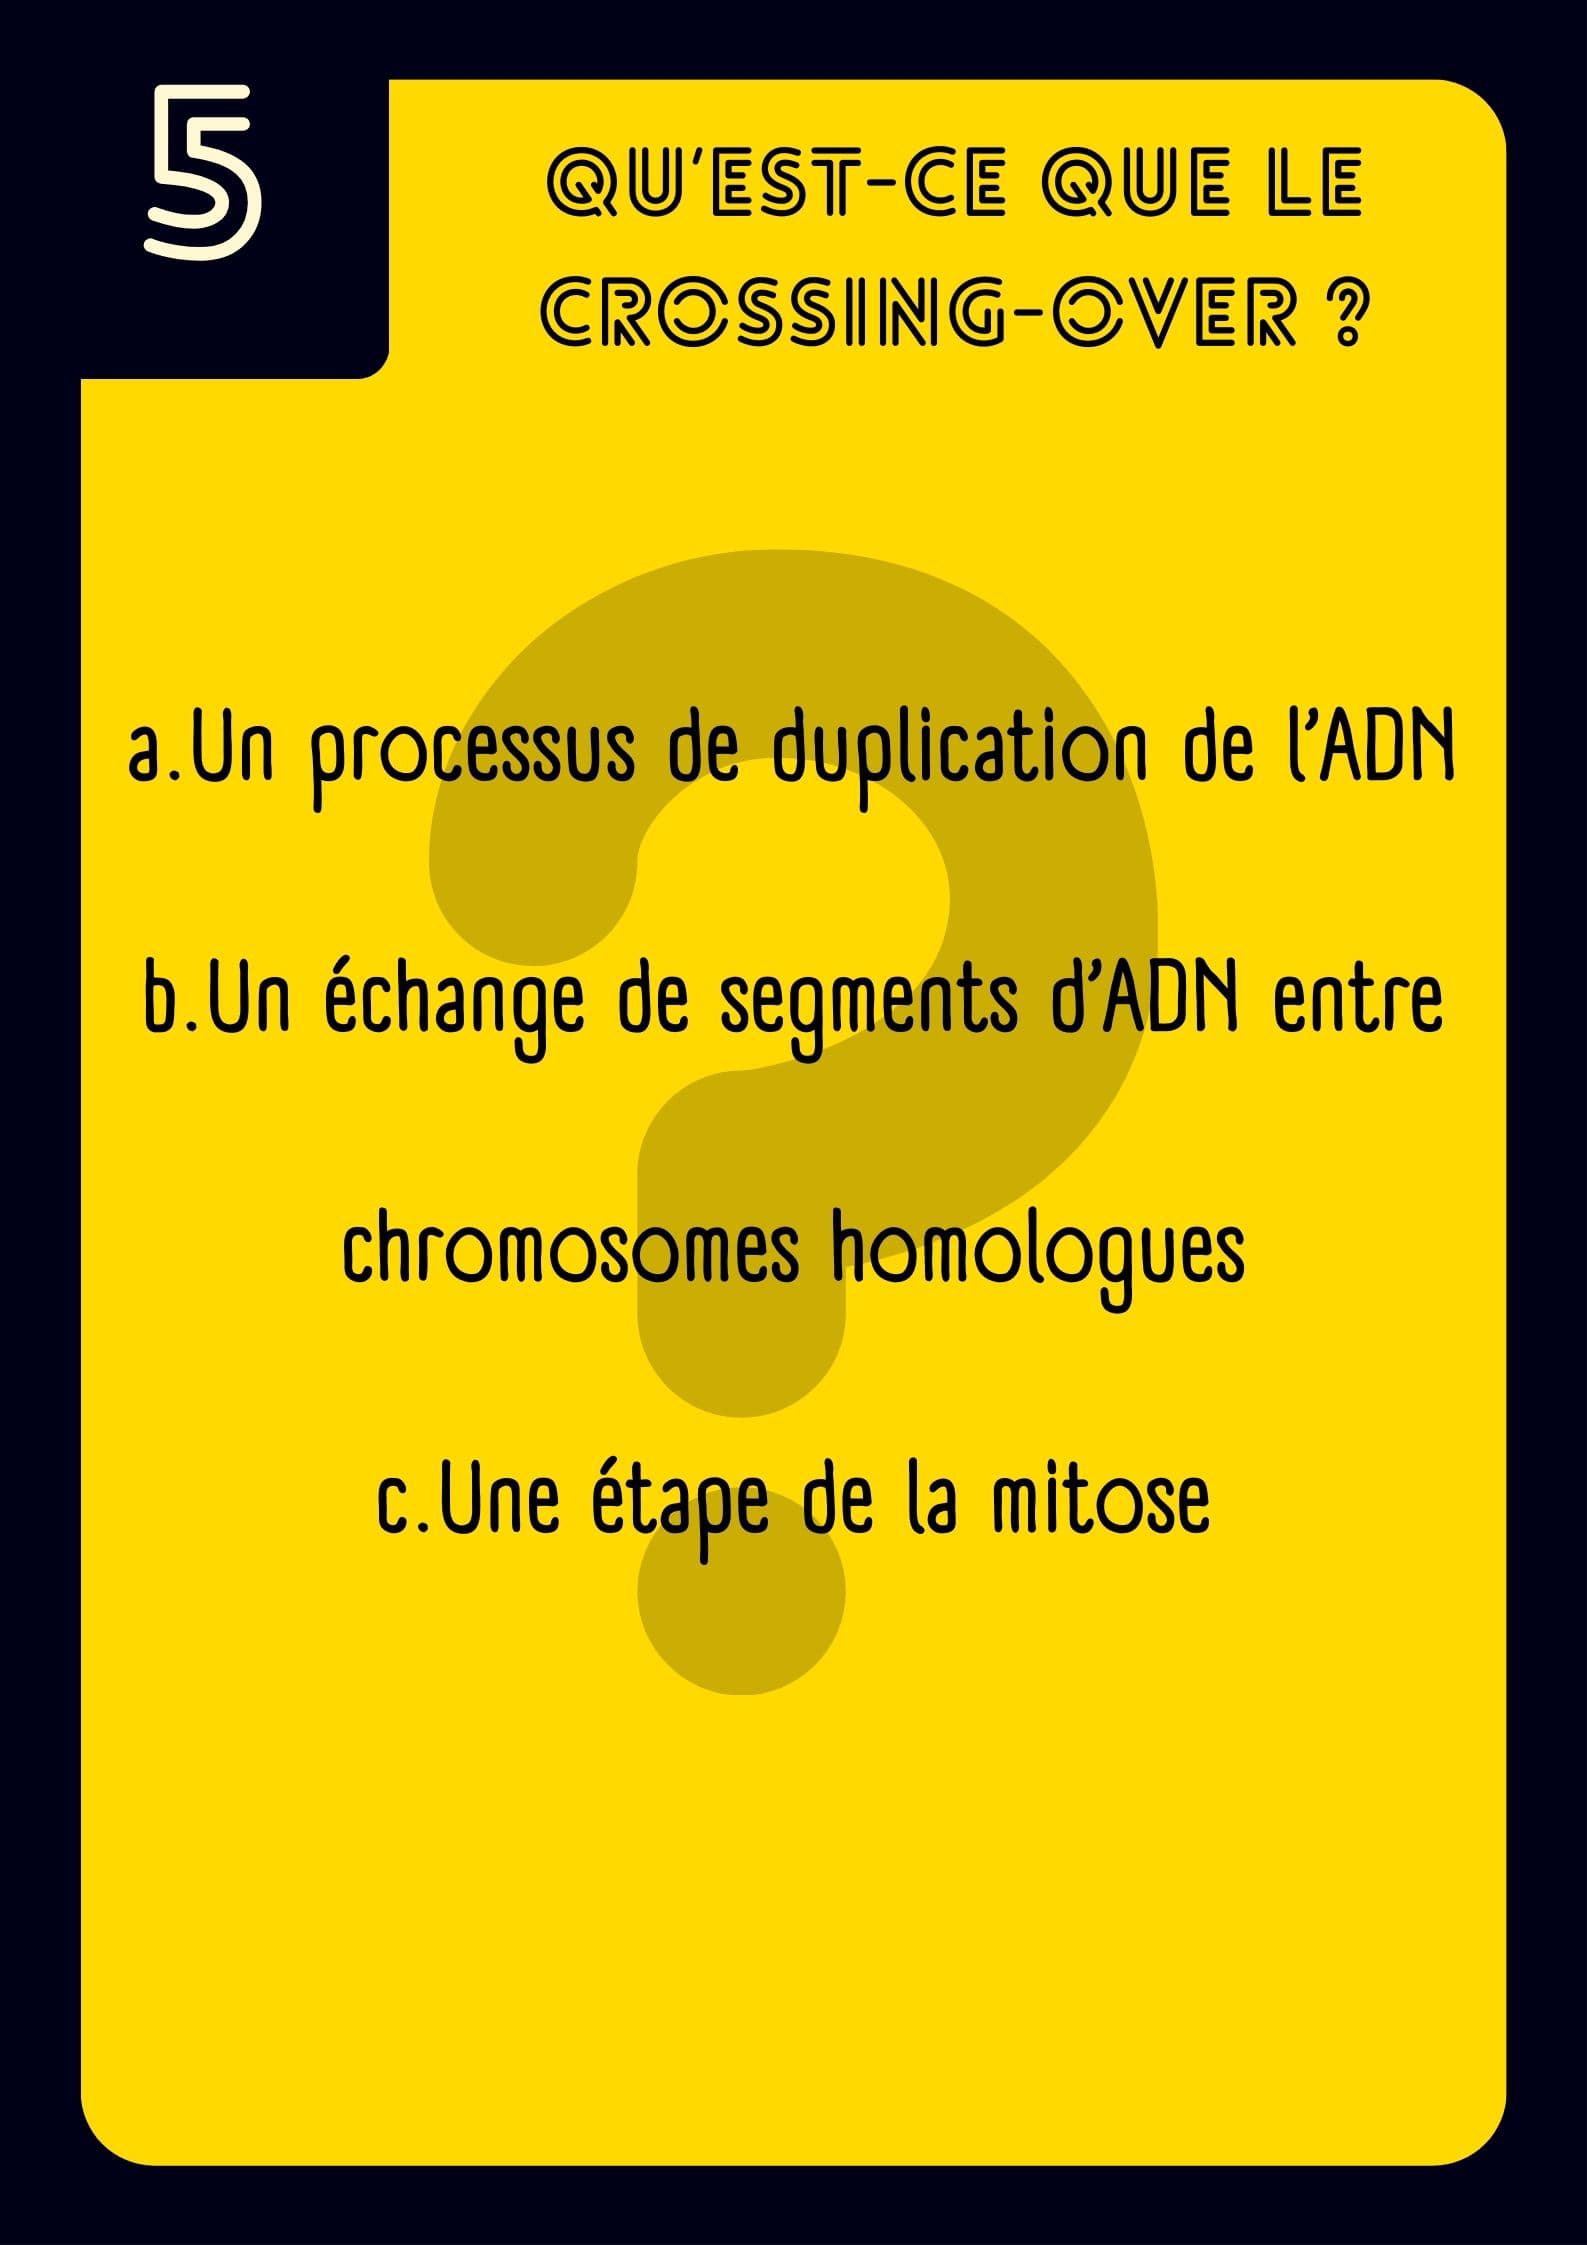 5
QU'EST-CE QUE LE
CROSSING-OVER ?
a.Un processus de duplication de l'ADN
b.Un échange de segments d'ADN entre
chromosomes homologues
c.Une étape de la mitose